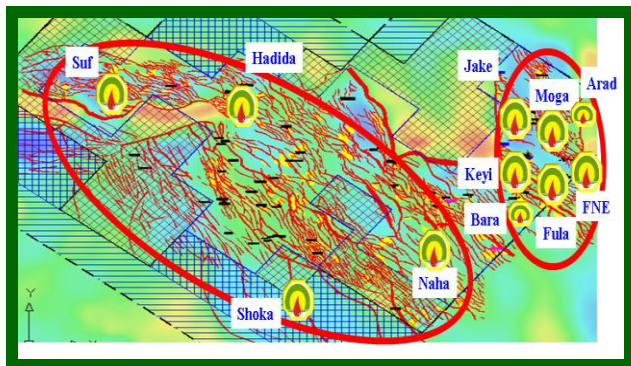 Suf
Hadida
Jake
Arad
Moga
Keyi
Bara
FNE
Fula
Naha
Shoka
Y